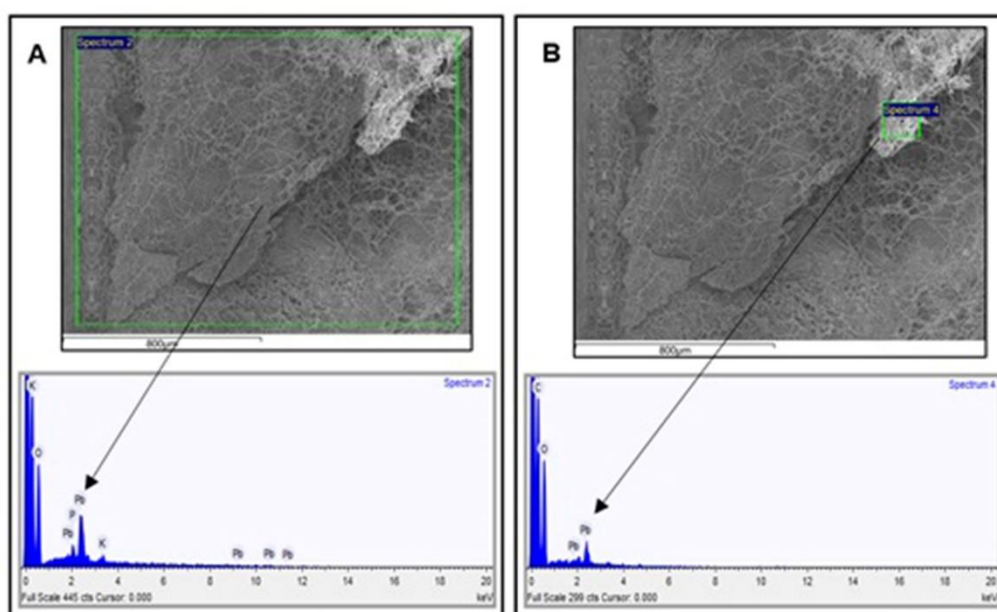 A
Spectrum 2
800µm
Spectrum 2
K
O
Pb
P
Pb
K
Pb
Pb
Pb
0 2 4 6 8 10 12 14 16 18 20
Full Scale 445 cts Cursor: 0.000
keV
B
Spectrum 4
800µm
Spectrum 4
C
O
Pb
Pb
0 2 4 6 8 10 12 14 16 18 20
Full Scale 299 cts Cursor: 0.000
keV